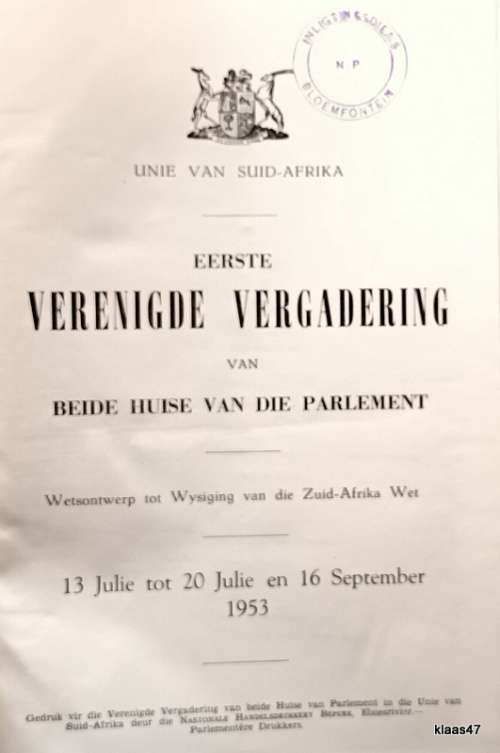 INLIGTINGSDIENS
N P
BLOEMFONTEIN
UNIE VAN SUID-AFRIKA
EERSTE
VERENIGDE VERGADERING
VAN
BEIDE HUISE VAN DIE PARLEMENT
Wetsontwerp tot Wysiging van die Zuid-Afrika Wet
13 Julie tot 20 Julie en 16 September
1953
Gedruk vir die Verenigde Vergadering van beide Huise van Parlement in die Unie van
Suid-Afrika deur die NASIONALE HANDELSDRUKKERY BEPERK, —
Parlementêre Drukkers.
klaas47